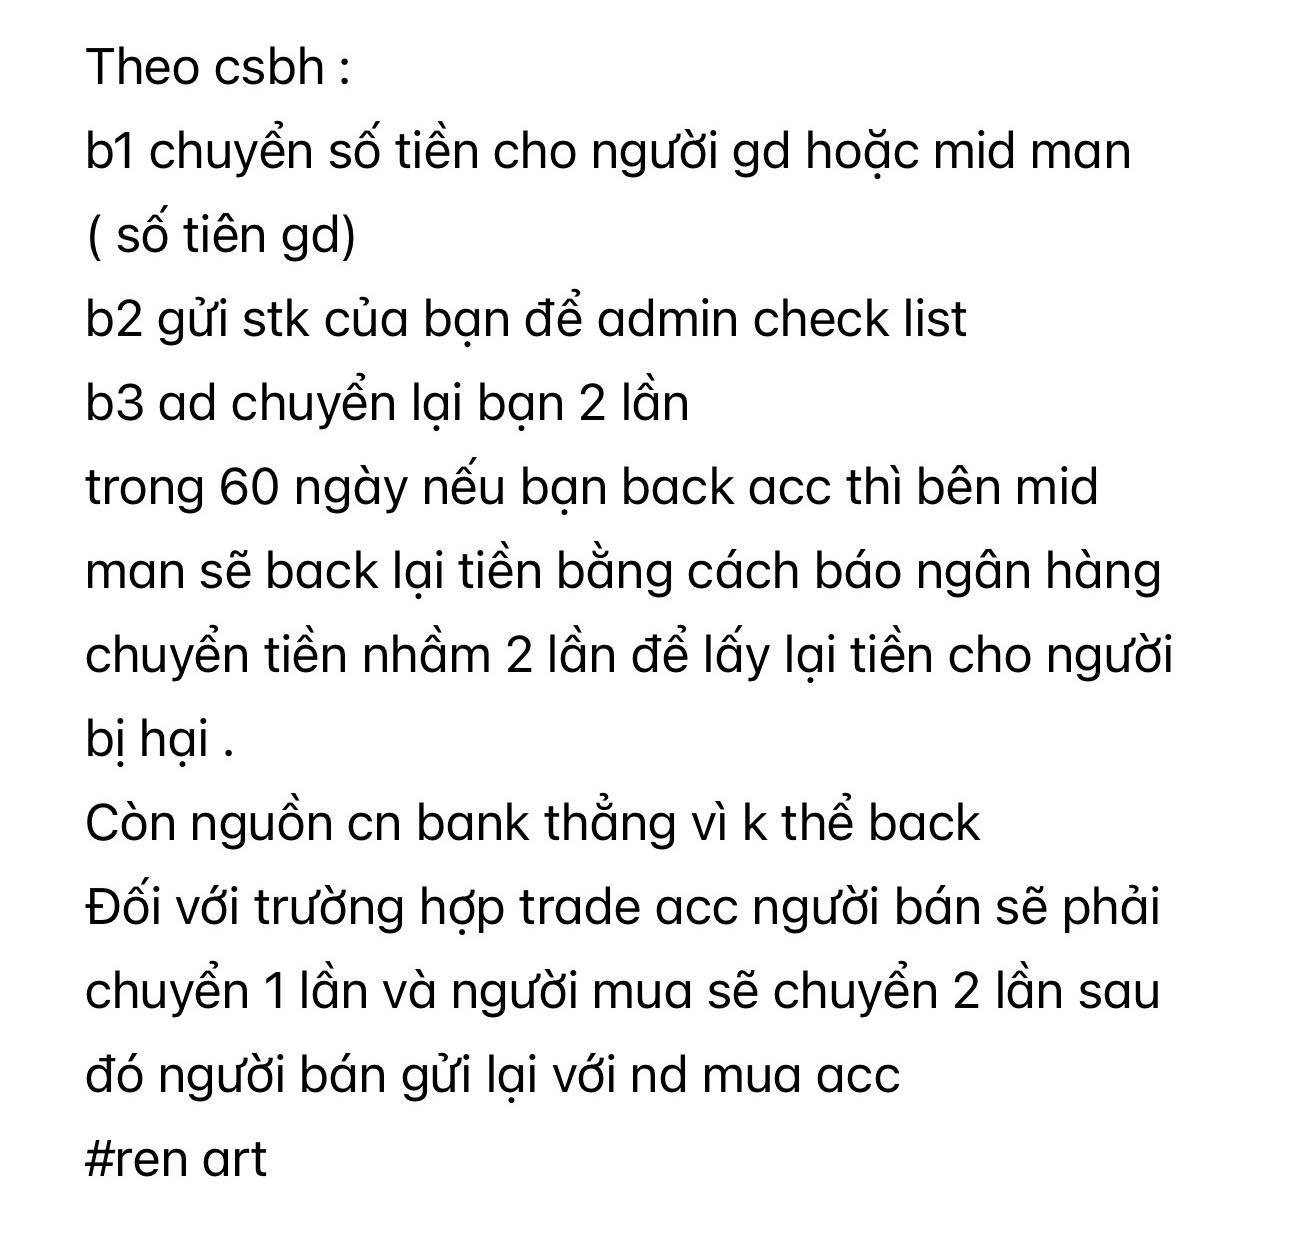 Theo csbh :
b1 chuyển số tiền cho người gd hoặc mid man
( số tiên gd)
b2 gửi stk của bạn để admin check list
b3 ad chuyển lại bạn 2 lần
trong 60 ngày nếu bạn back acc thì bên mid
man sẽ back lại tiền bằng cách báo ngân hàng
chuyển tiền nhầm 2 lần để lấy lại tiền cho người
bị hại .
Còn nguồn cn bank thẳng vì k thể back
Đối với trường hợp trade acc người bán sẽ phải
chuyển 1 lần và người mua sẽ chuyển 2 lần sau
đó người bán gửi lại với nd mua acc
#ren art